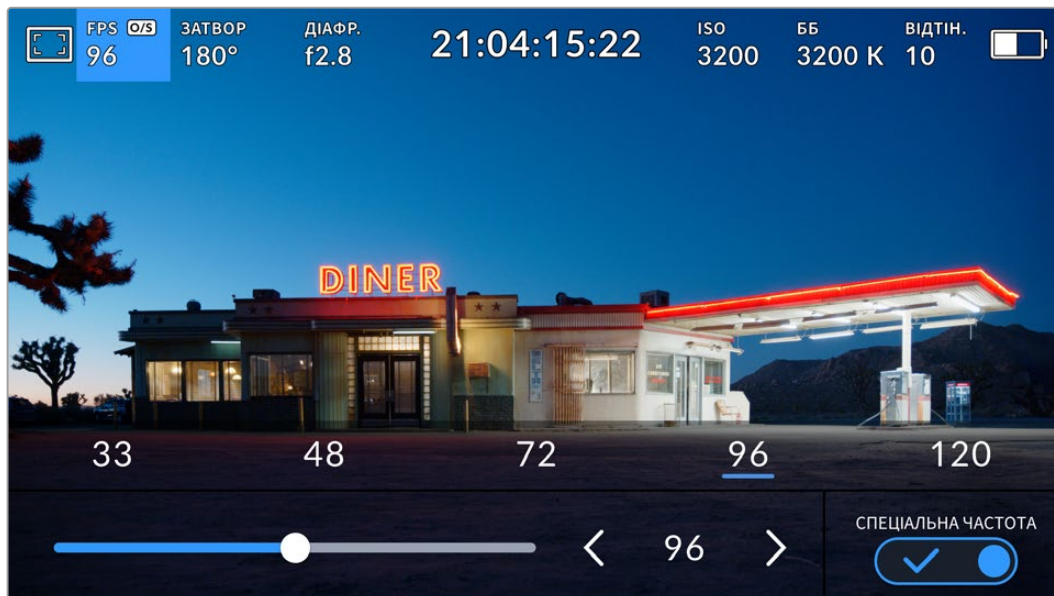 FPS O/S
96
ЗАТВОР
180°
ДІАФР.
f2.8
21:04:15:22
ISO
3200
ББ
3200 K
ВІДТІН.
10
DINER
33 48 72 96 120
96
СПЕЦІАЛЬНА ЧАСТОТА